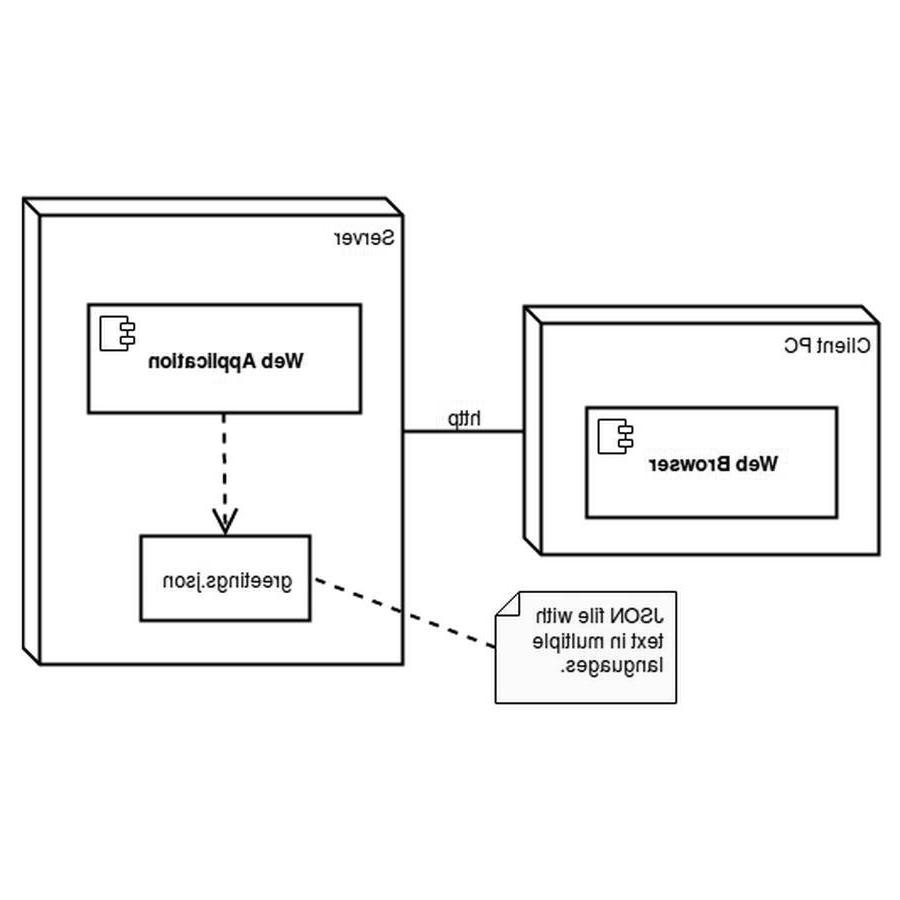 Server
Web Application
greetings.json
http
Client PC
Web Browser
JSON file with
text in multiple
languages.